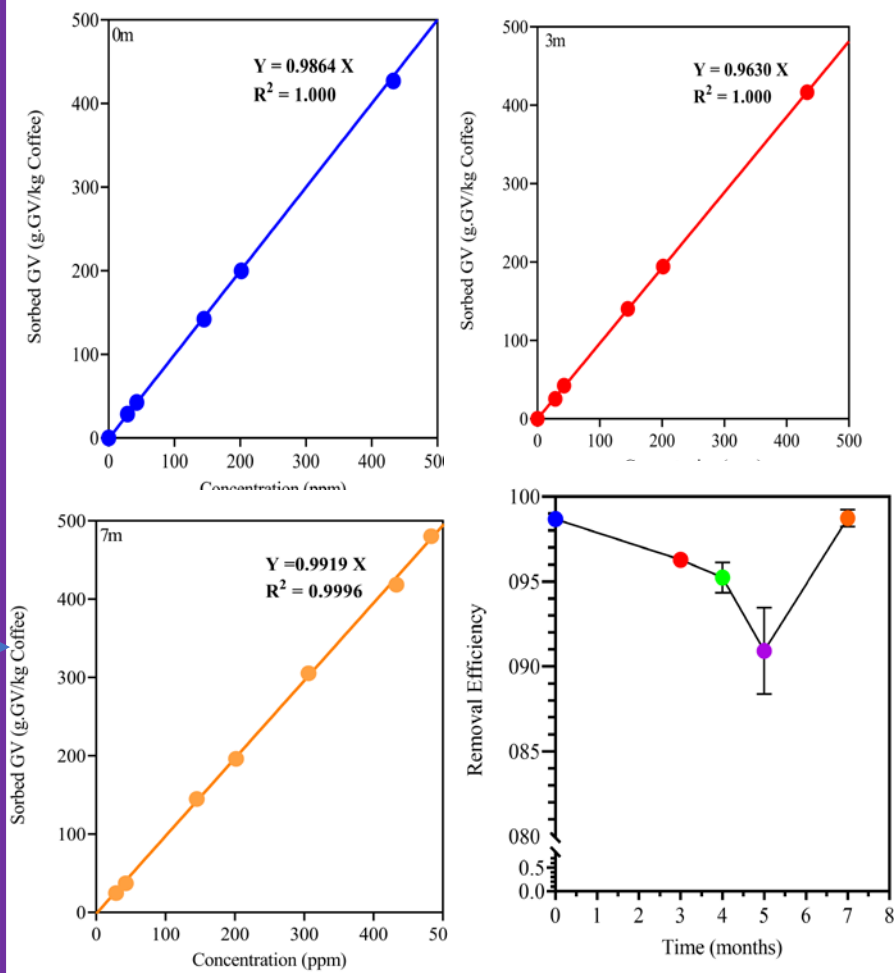 500
400
300
200
100
0
0m
Y = 0.9864 X
R² = 1.000
Sorbed GV (g.GV/kg Coffee)
0 100 200 300 400 50
Concentration (ppm)
500
400
300
200
100
0
3m
Y = 0.9630 X
R² = 1.000
Sorbed GV (g.GV/kg Coffee)
0 100 200 300 400 500
500
400
300
200
100
0
7m
Y =0.9919 X
R² = 0.9996
Sorbed GV (g.GV/kg Coffee)
0 100 200 300 400 50
Concentration (ppm)
100
095
090
085
080
0.5
0.0
Removal Efficiency
0 1 2 3 4 5 6 7 8
Time (months)